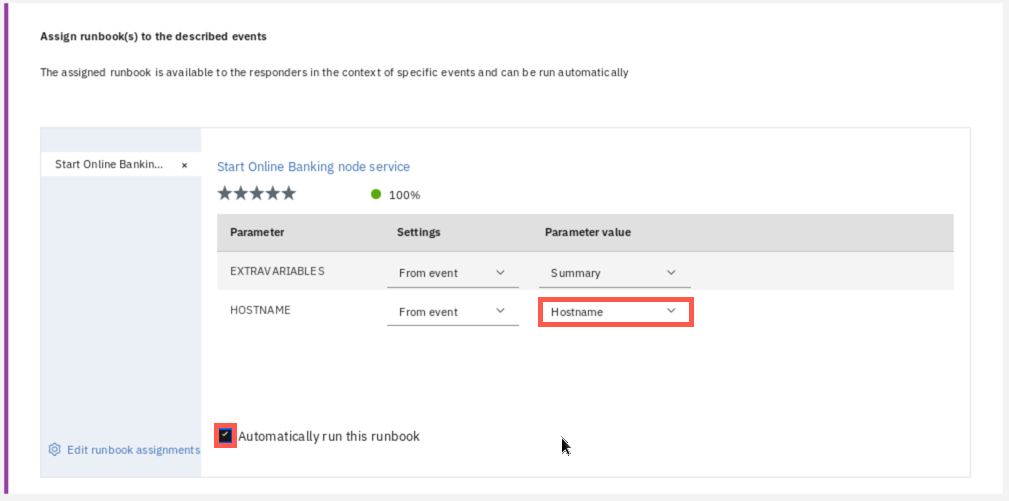 Assign runbook(s) to the described events
The assigned runbook is available to the responders in the context of specific events and can be run automatically
Start Online Bankin... ×
Start Online Banking node service
100%
Parameter Settings Parameter value
EXTRAVARIABLES From event Summary
HOSTNAME From event Hostname
Automatically run this runbook
Edit runbook assignments